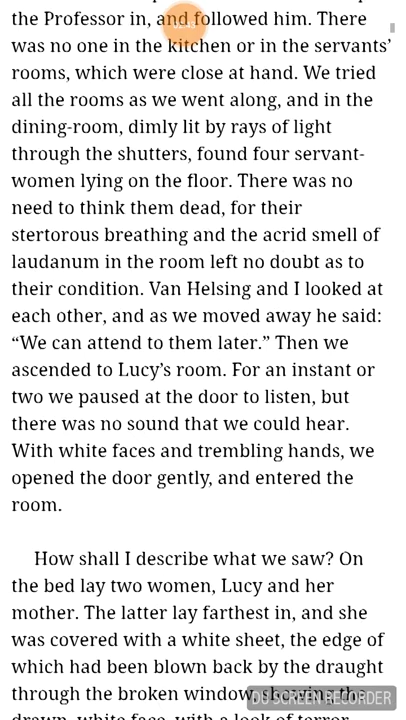 the Professor in, and followed him. There
was no one in the kitchen or in the servants’
rooms, which were close at hand. We tried
all the rooms as we went along, and in the
dining-room, dimly lit by rays of light
through the shutters, found four servant-
women lying on the floor. There was no
need to think them dead, for their
stertorous breathing and the acrid smell of
laudanum in the room left no doubt as to
their condition. Van Helsing and I looked at
each other, and as we moved away he said:
“We can attend to them later.” Then we
ascended to Lucy’s room. For an instant or
two we paused at the door to listen, but
there was no sound that we could hear.
With white faces and trembling hands, we
opened the door gently, and entered the
room.
How shall I describe what we saw? On
the bed lay two women, Lucy and her
mother. The latter lay farthest in, and she
was covered with a white sheet, the edge of
which had been blown back by the draught
through the broken window, showing the
drawn, white face, with a look of terror
DU SCREEN RECORDER